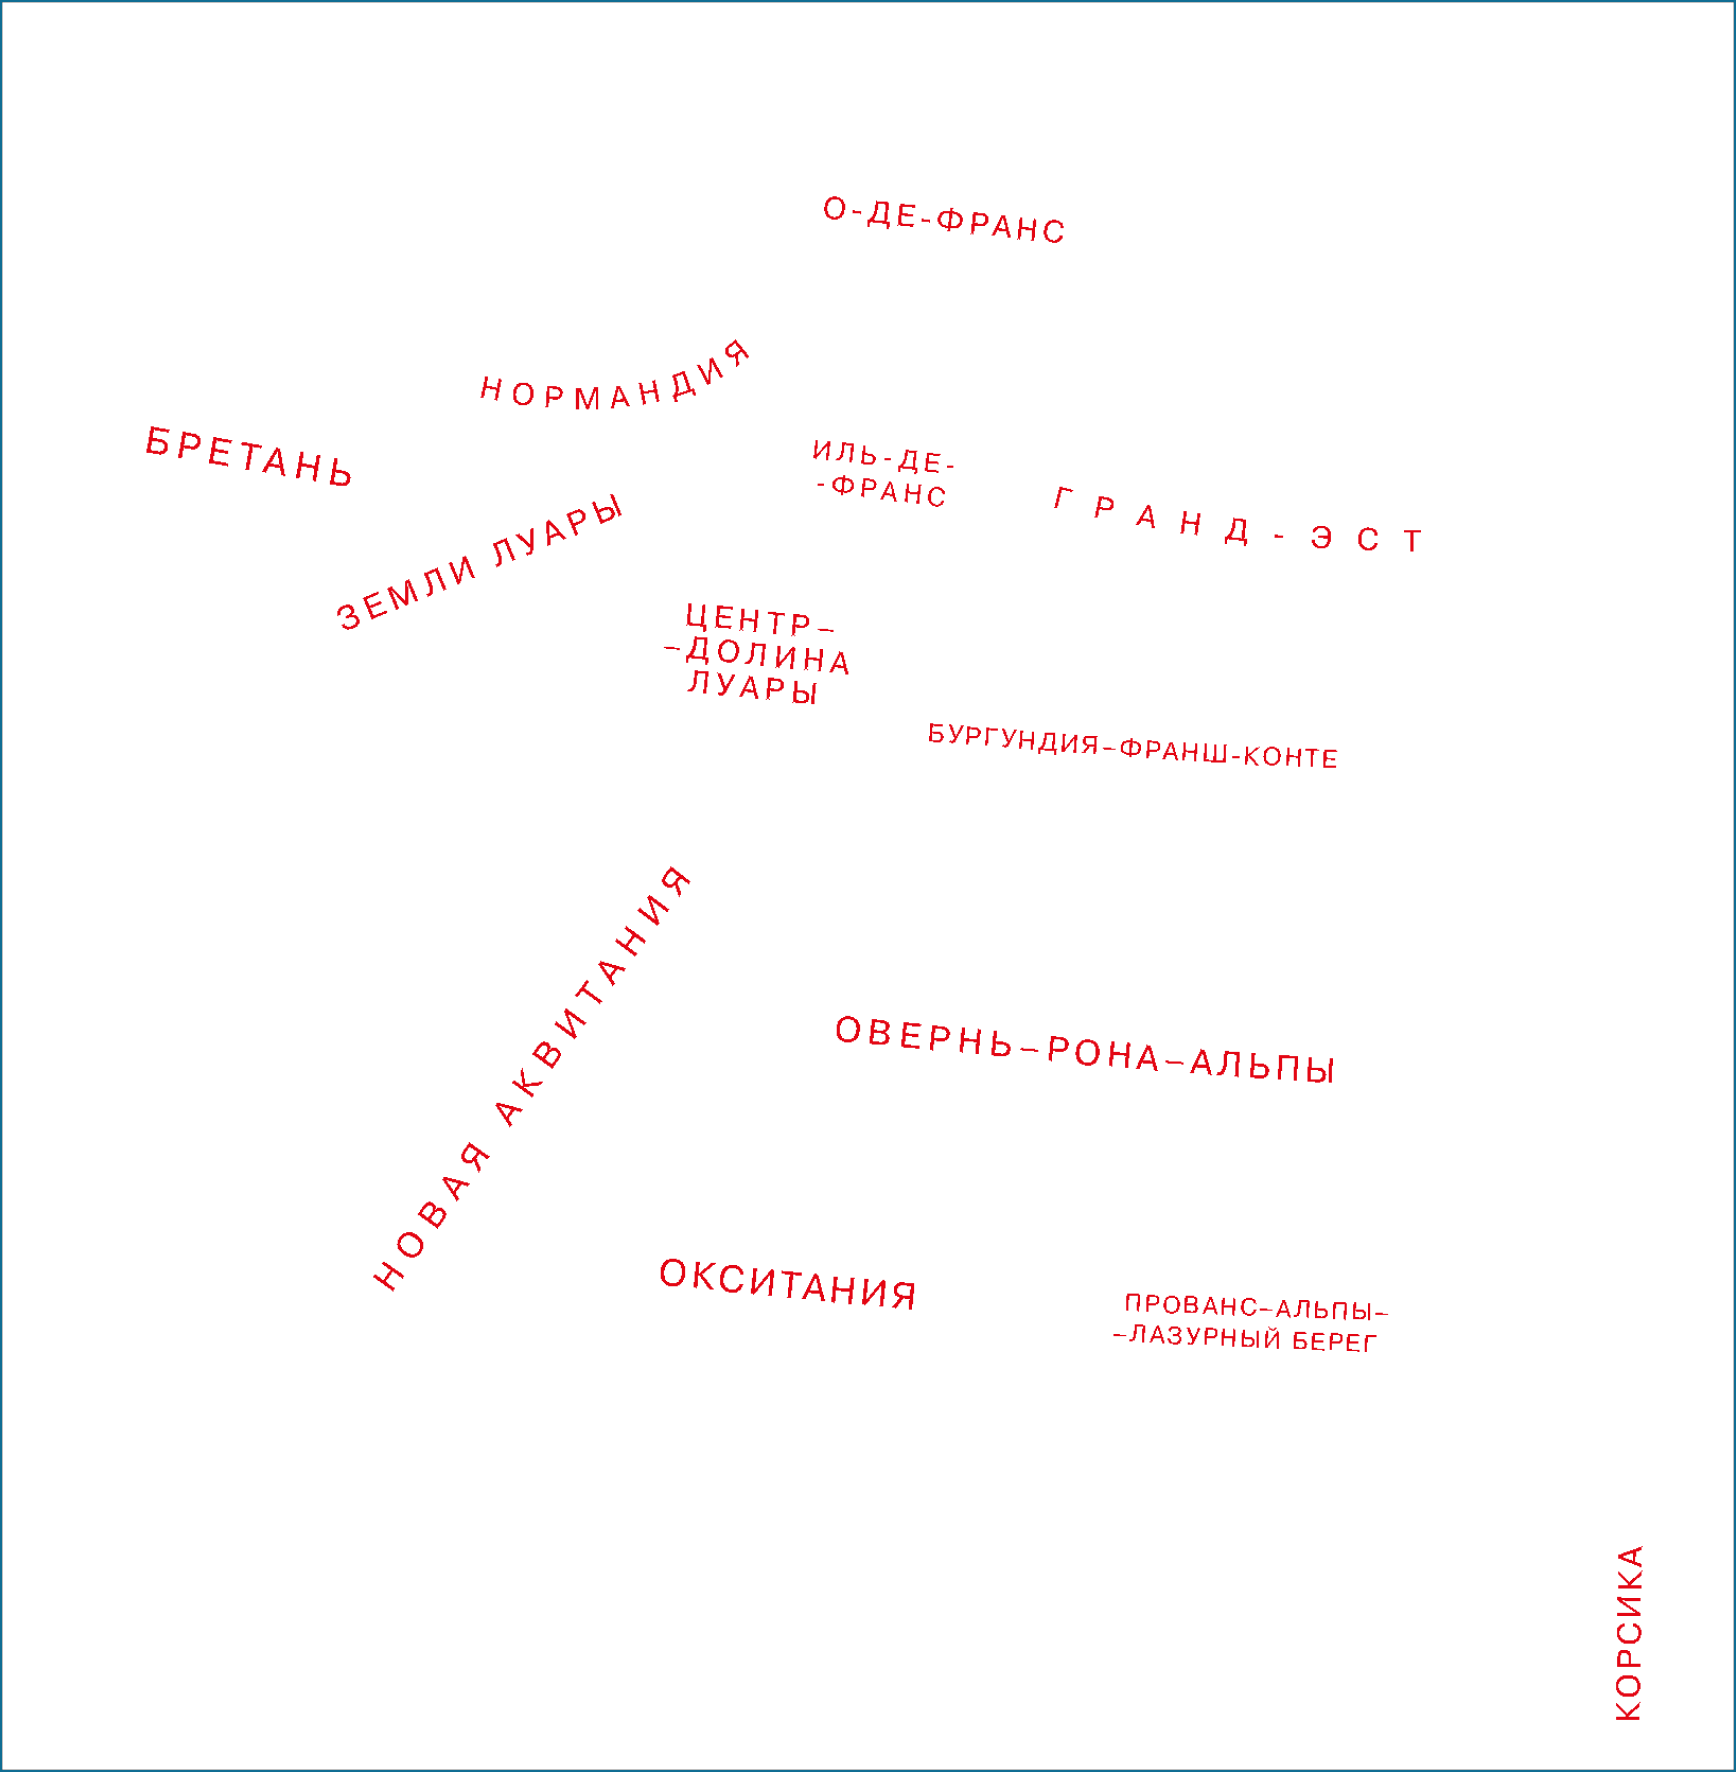 О-ДЕ-ФРАНС
НОРМАНДИЯ
БРЕТАНЬ
ИЛЬ-ДЕ-
-ФРАНС
ГРАНД-ЭСТ
ЗЕМЛИ ЛУАРЫ
ЦЕНТР–
–ДОЛИНА
ЛУАРЫ
БУРГУНДИЯ–ФРАНШ-КОНТЕ
НОВАЯ АКВИТАНИЯ
ОВЕРНЬ–РОНА–АЛЬПЫ
ОКСИТАНИЯ
ПРОВАНС–АЛЬПЫ–
–ЛАЗУРНЫЙ БЕРЕГ
КОРСИКА